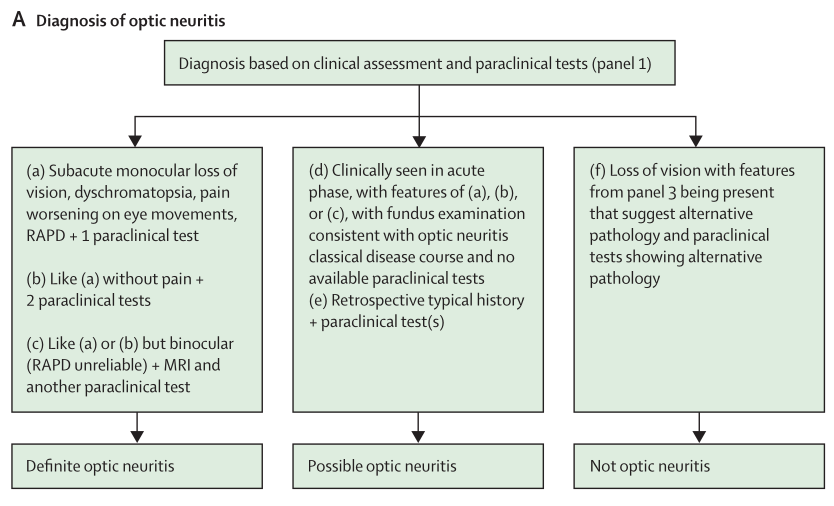 A Diagnosis of optic neuritis
Diagnosis based on clinical assessment and paraclinical tests (panel 1)
(a) Subacute monocular loss of
vision, dyschromatopsia, pain
worsening on eye movements,
RAPD + 1 paraclinical test
(b) Like (a) without pain +
2 paraclinical tests
(c) Like (a) or (b) but binocular
(RAPD unreliable) + MRI and
another paraclinical test
(d) Clinically seen in acute
phase, with features of (a), (b),
or (c), with fundus examination
consistent with optic neuritis
classical disease course and no
available paraclinical tests
(e) Retrospective typical history
+ paraclinical test(s)
(f) Loss of vision with features
from panel 3 being present
that suggest alternative
pathology and paraclinical
tests showing alternative
pathology
Definite optic neuritis
Possible optic neuritis
Not optic neuritis